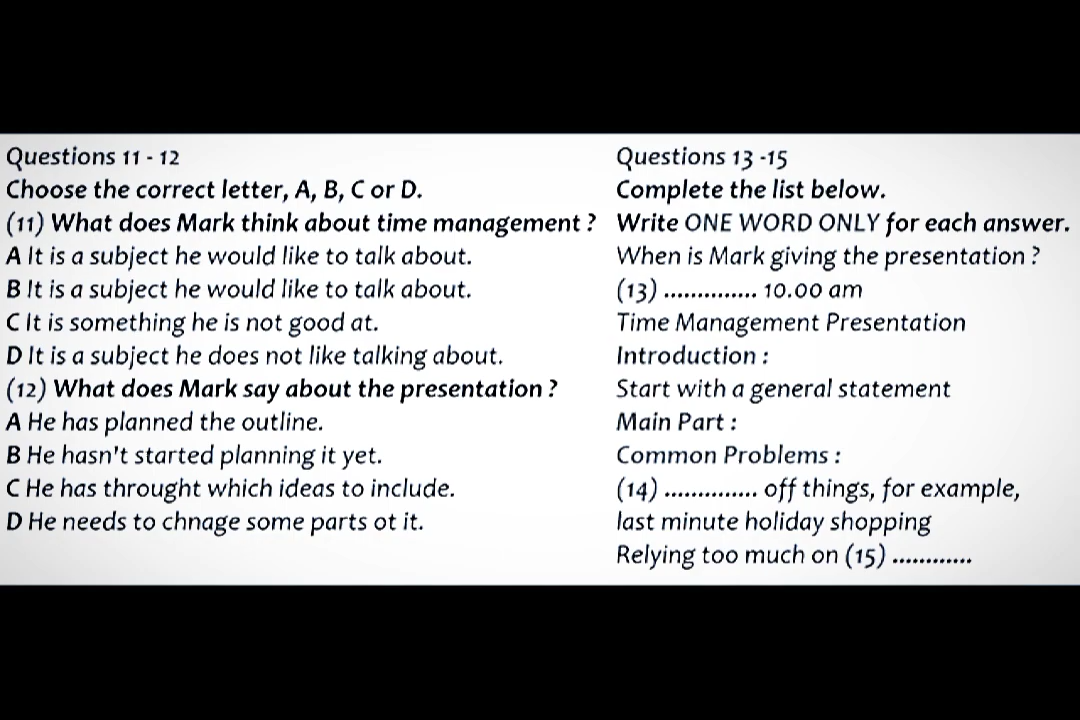 Questions 11 - 12
Choose the correct letter, A, B, C or D.
(11) What does Mark think about time management ?
A It is a subject he would like to talk about.
B It is a subject he would like to talk about.
C It is something he is not good at.
D It is a subject he does not like talking about.
(12) What does Mark say about the presentation ?
A He has planned the outline.
B He hasn't started planning it yet.
C He has throught which ideas to include.
D He needs to chnage some parts ot it.
Questions 13 -15
Complete the list below.
Write ONE WORD ONLY for each answer.
When is Mark giving the presentation ?
(13) .............. 10.00 am
Time Management Presentation
Introduction :
Start with a general statement
Main Part :
Common Problems :
(14) .............. off things, for example,
last minute holiday shopping
Relying too much on (15) ............